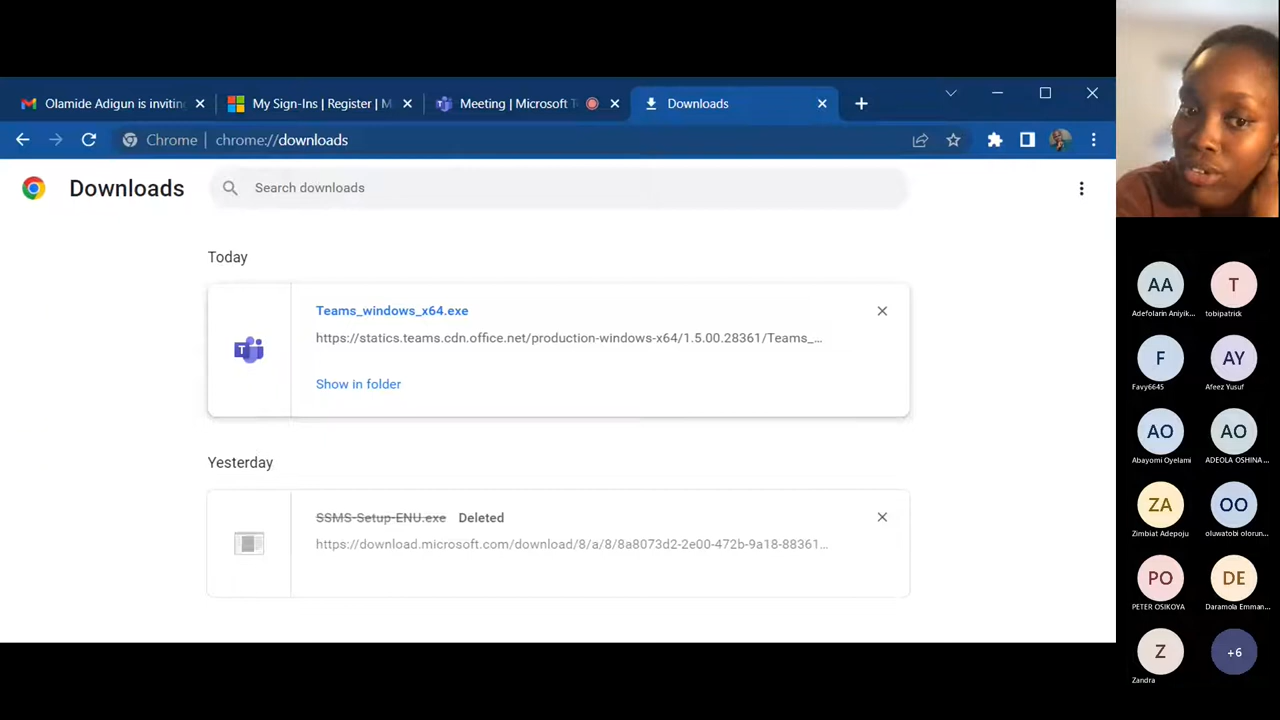 Olamide Adigun is inviting
My Sign-Ins | Register | M
Meeting | Microsoft T
Downloads
Chrome
chrome://downloads
Downloads
Search downloads
Today
Teams_windows_x64.exe
https://statics.teams.cdn.office.net/production-windows-x64/1.5.00.28361/Teams_...
Show in folder
Yesterday
SSMS-Setup-ENU.exe Deleted
https://download.microsoft.com/download/8/a/8/8a8073d2-2e00-472b-9a18-88361...
AA
Adefolarin Aniyik...
T
tobipatrick
F
Favy6645
AY
Afeez Yusuf
AO
Abayomi Oyelami
AO
ADEOLA OSHINA ...
ZA
Zimbiat Adepoju
OO
oluwatobi olorun...
PO
PETER OSIKOYA
DE
Daramola Emman...
Z
Zandra
+6